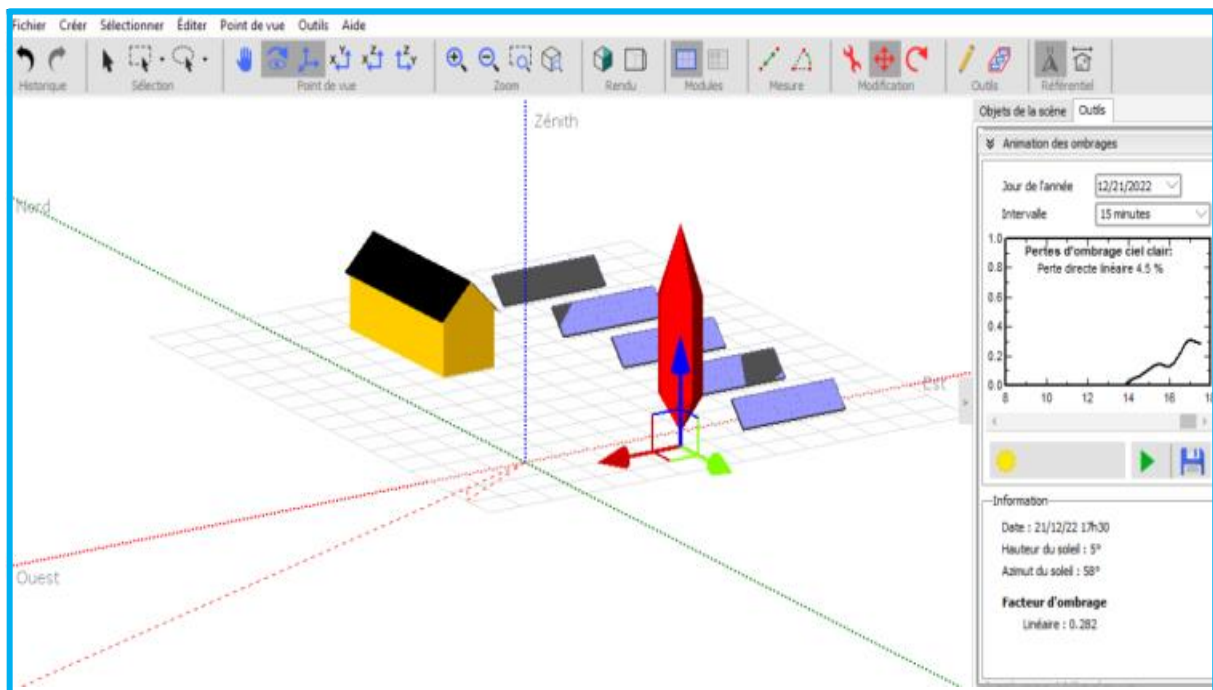 Fichier Créer Sélectionner Éditer Point de vue Outils Aide
Historique Sélection Point de vue Zoom Rendu Modules Mesure Modification Outils Référentiel
Objets de la scène Outils
Animation des ombrages
Jour de l'année 12/21/2022
Intervalle 15 minutes
Pertes d'ombrage ciel clair:
Perte directe linéaire 4.5 %
1.0
0.8
0.6
0.4
0.2
0.0
8 10 12 14 16 18
Information
Date : 21/12/22 17h30
Hauteur du soleil : 5°
Azimut du soleil : 58°
Facteur d'ombrage
Linéaire : 0.282
Zénith
Nord
Est
Ouest